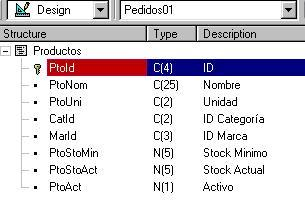 Design Pedidos01
Structure Type Description
Productos
PtoId C(4) ID
PtoNom C(25) Nombre
PtoUni C(2) Unidad
CatId C(2) ID Categoría
MarId C(3) ID Marca
PtoStoMin N(5) Stock Minimo
PtoStoAct N(5) Stock Actual
PtoAct N(1) Activo